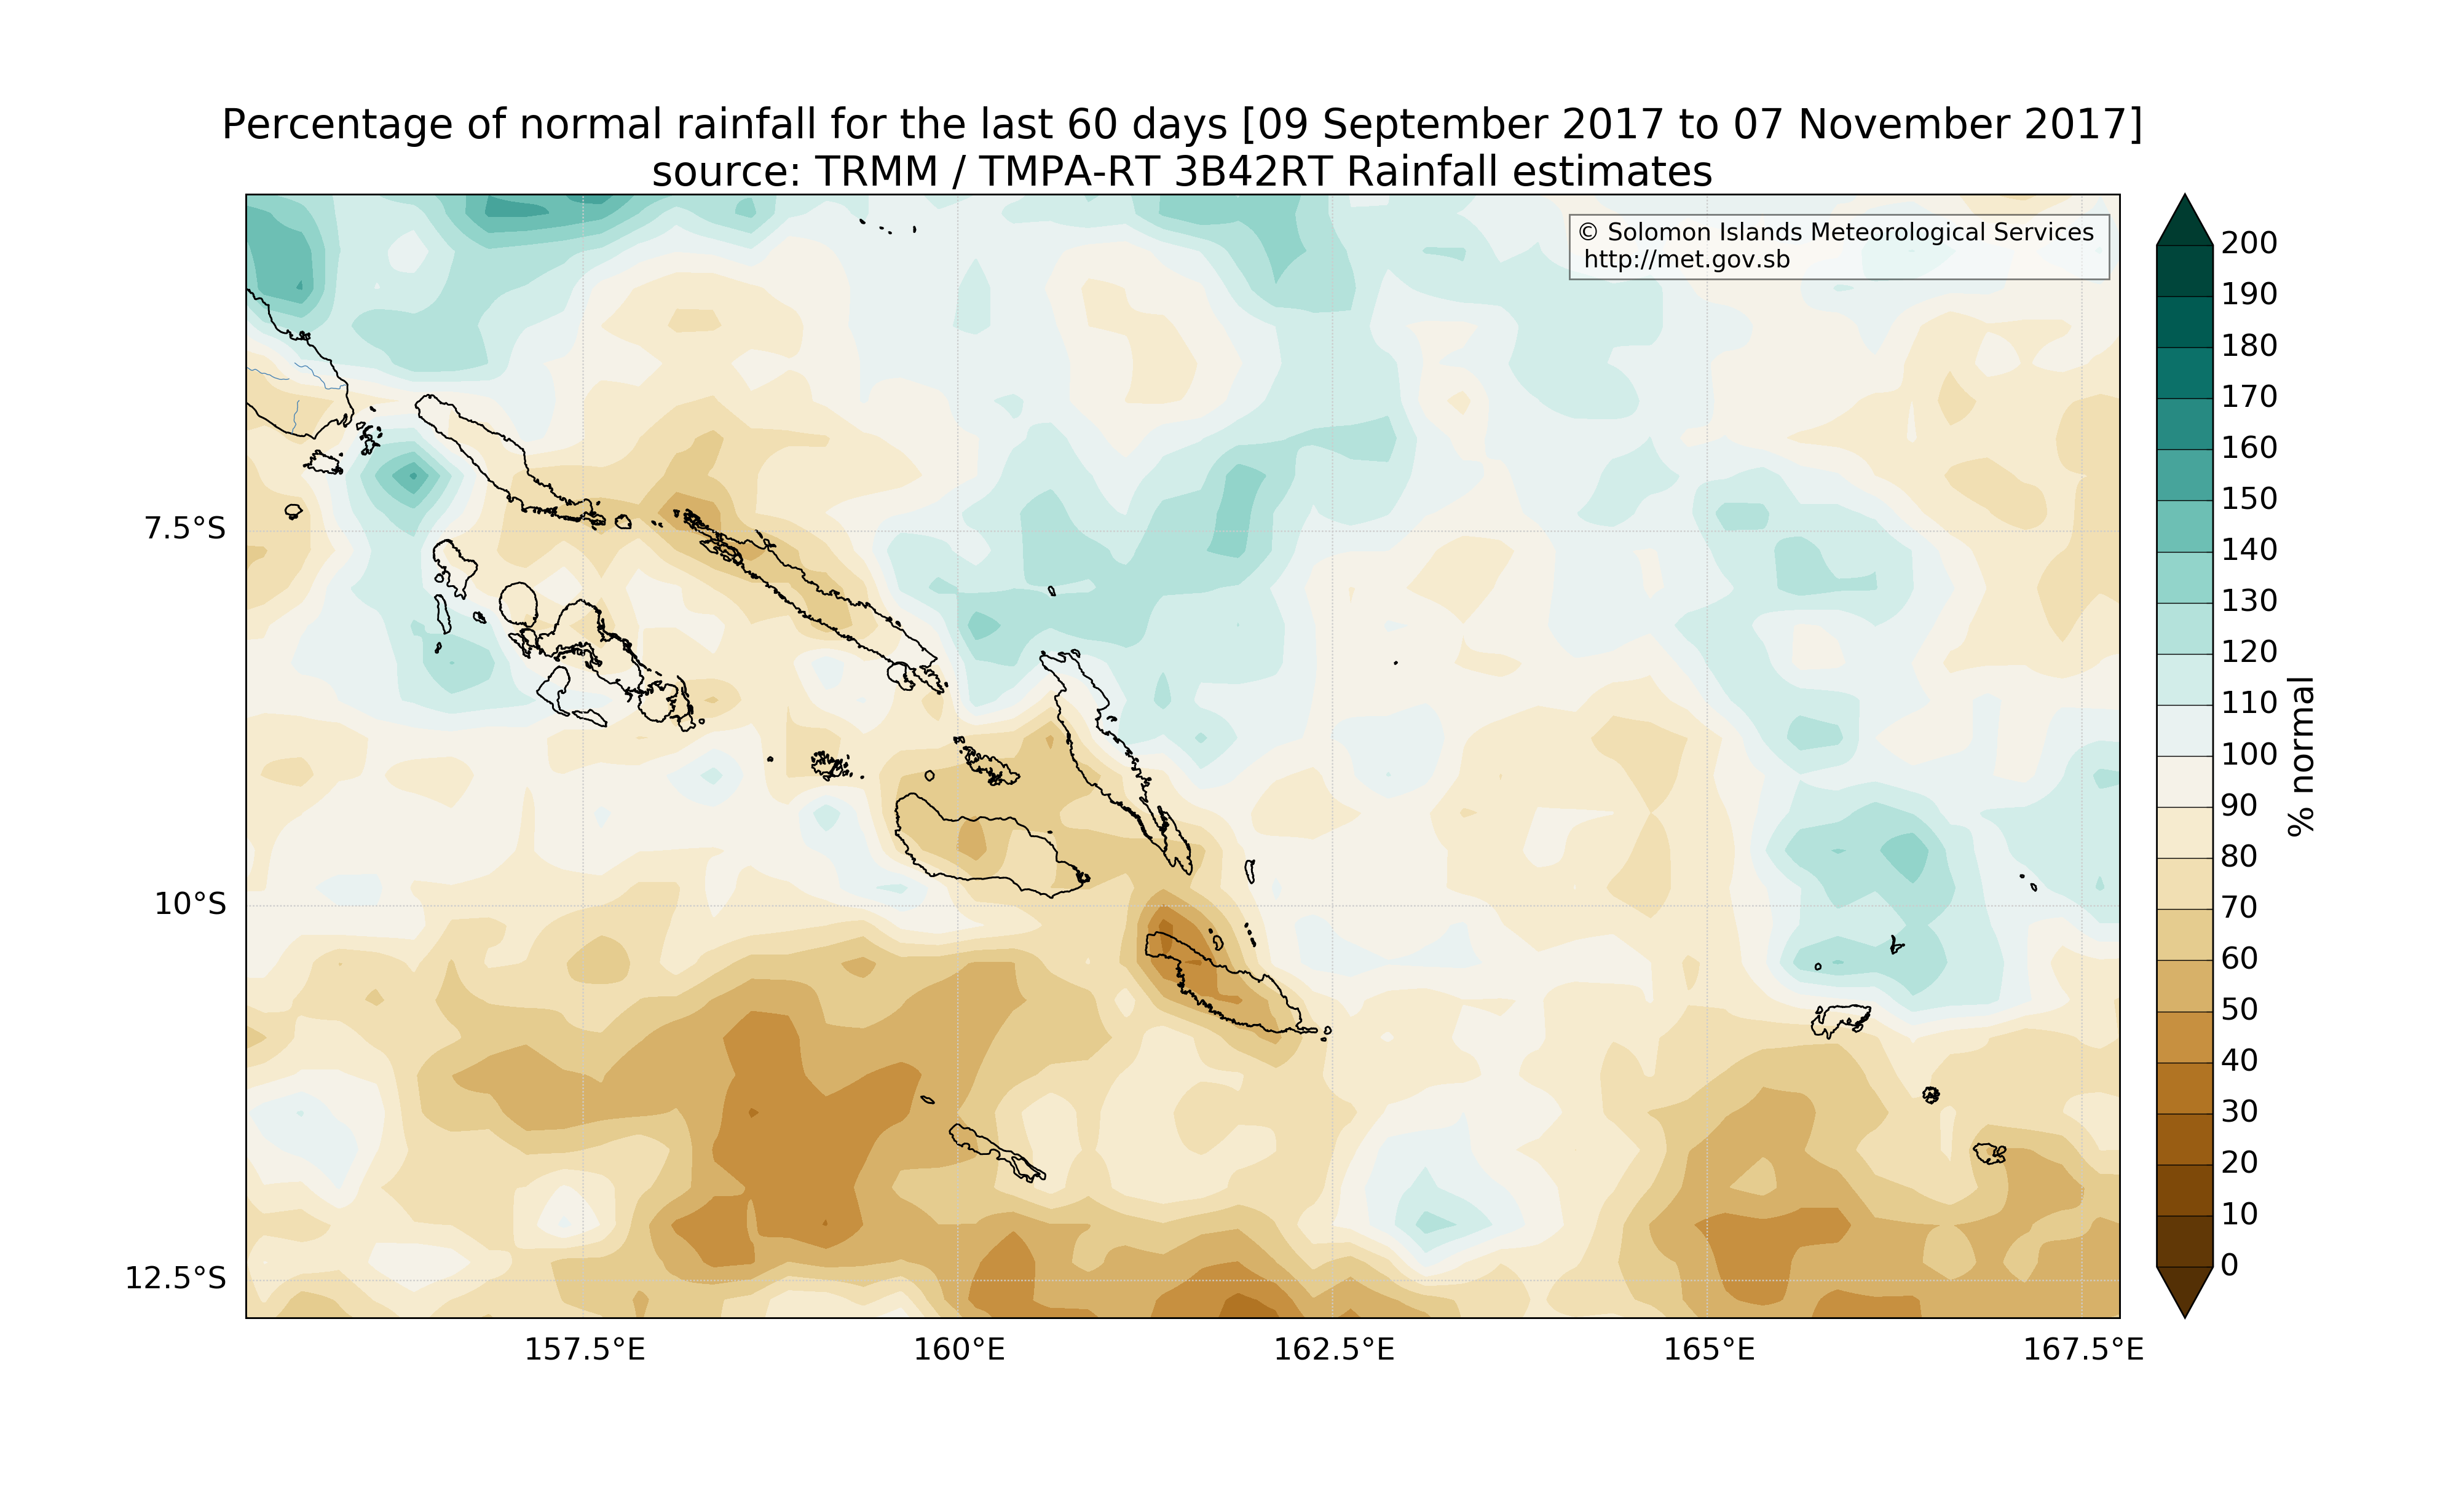 Percentage of normal rainfall for the last 60 days [09 September 2017 to 07 November 2017]
source: TRMM / TMPA-RT 3B42RT Rainfall estimates
© Solomon Islands Meteorological Services
http://met.gov.sb
7.5°S
10°S
12.5°S
157.5°E
160°E
162.5°E
165°E
167.5°E
200
190
180
170
160
150
140
130
120
110
100
90
80
70
60
50
40
30
20
10
0
% normal